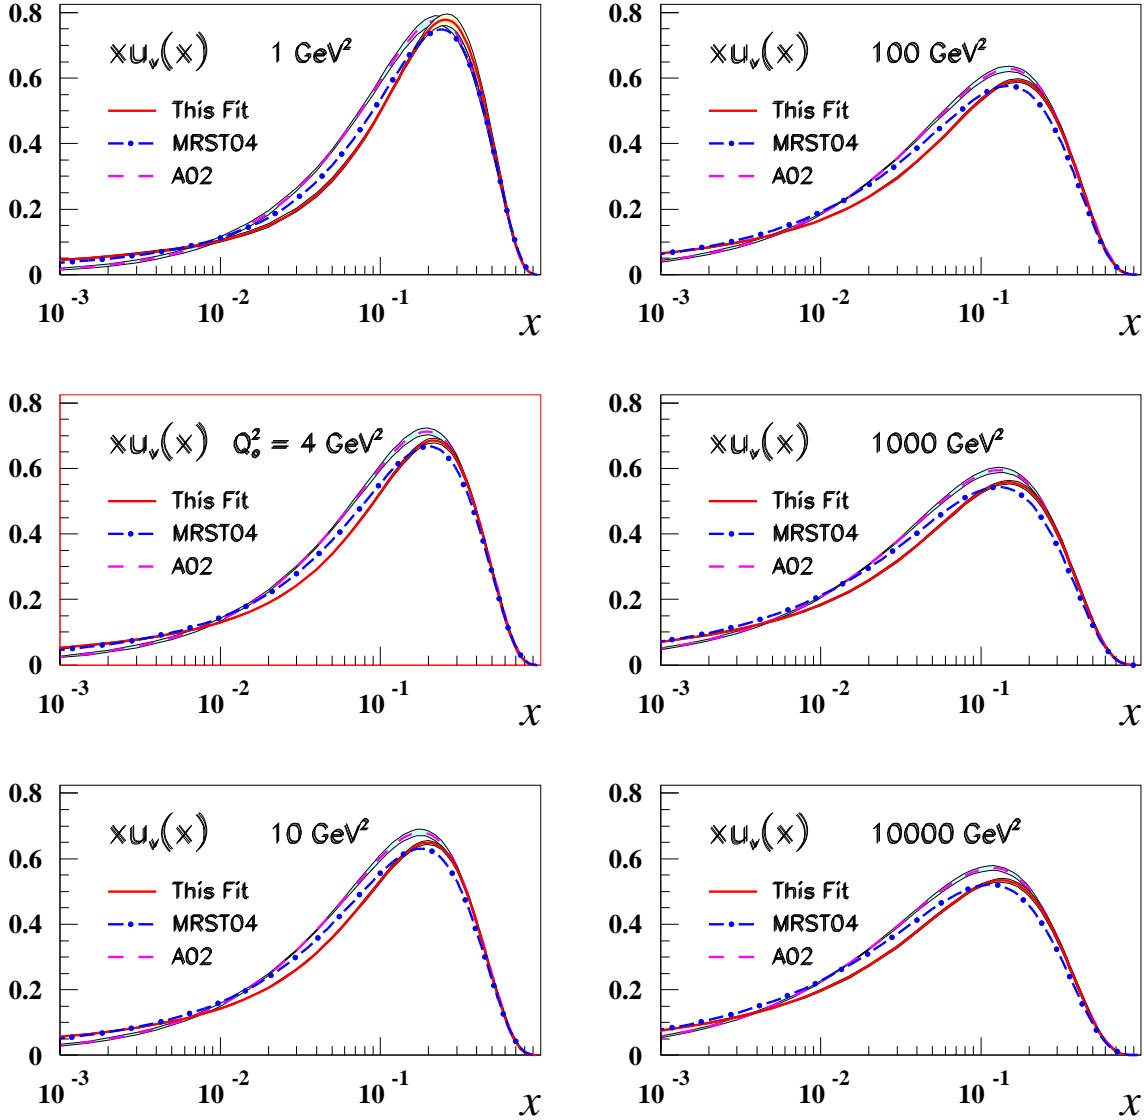 0.8
0.6
0.4
0.2
0
xu_v(x) 1 GeV²
This Fit
MRST04
A02
10⁻³ 10⁻² 10⁻¹
x
xu_v(x) 100 GeV²
This Fit
MRST04
A02
0.8
0.6
0.4
0.2
0
10⁻³ 10⁻² 10⁻¹
x
0.8
0.6
0.4
0.2
0
xu_v(x) Q₀² = 4 GeV²
This Fit
MRST04
A02
10⁻³ 10⁻² 10⁻¹
x
0.8
0.6
0.4
0.2
0
xu_v(x) 1000 GeV²
This Fit
MRST04
A02
10⁻³ 10⁻² 10⁻¹
x
0.8
0.6
0.4
0.2
0
xu_v(x) 10 GeV²
This Fit
MRST04
A02
10⁻³ 10⁻² 10⁻¹
x
0.8
0.6
0.4
0.2
0
xu_v(x) 10000 GeV²
This Fit
MRST04
A02
10⁻³ 10⁻² 10⁻¹
x